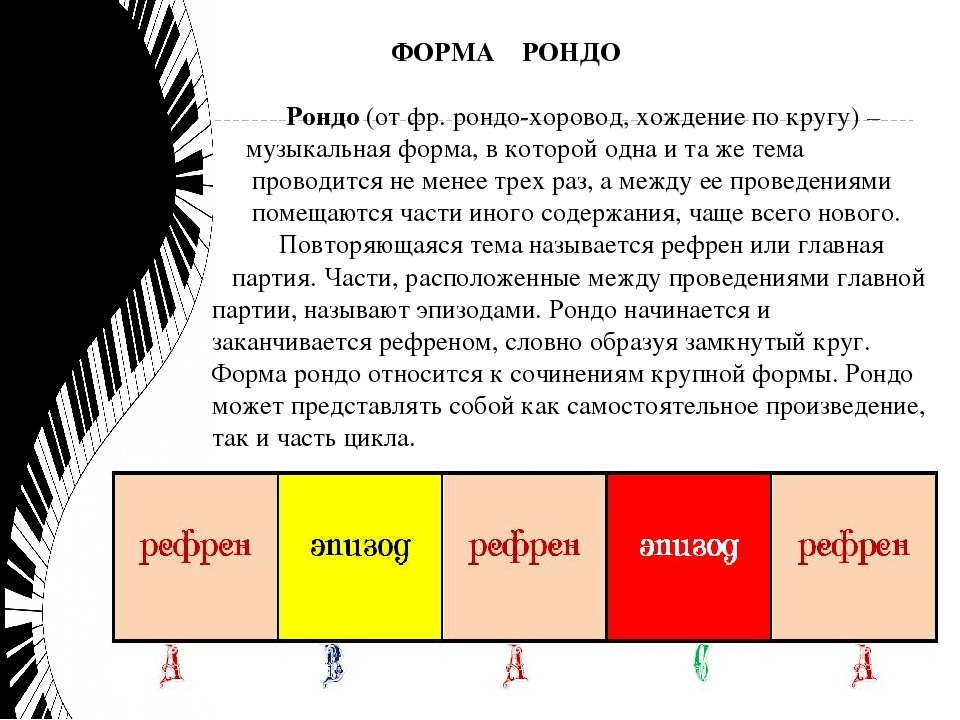 ФОРМА РОНДО
Рондо (от фр. рондо-хоровод, хождение по кругу) –
музыкальная форма, в которой одна и та же тема
проводится не менее трех раз, а между ее проведениями
помещаются части иного содержания, чаще всего нового.
Повторяющаяся тема называется рефрен или главная
партия. Части, расположенные между проведениями главной
партии, называют эпизодами. Рондо начинается и
заканчивается рефреном, словно образуя замкнутый круг.
Форма рондо относится к сочинениям крупной формы. Рондо
может представлять собой как самостоятельное произведение,
так и часть цикла.
рефрен эпизод рефрен эпизод рефрен
А В А С А